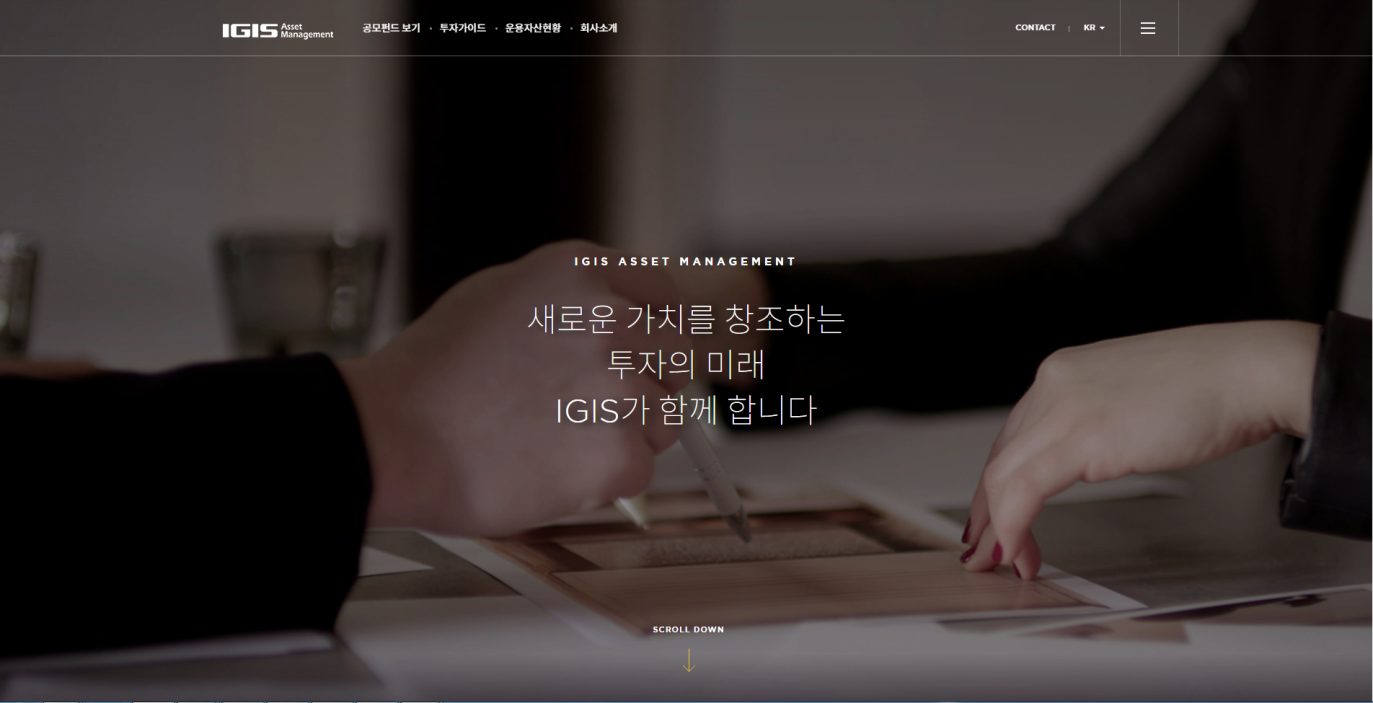 IGIS Asset Management
공모펀드 보기 · 투자가이드 · 운용자산현황 · 회사소개
CONTACT | KR
IGIS ASSET MANAGEMENT
새로운 가치를 창조하는
투자의 미래
IGIS가 함께 합니다
SCROLL DOWN